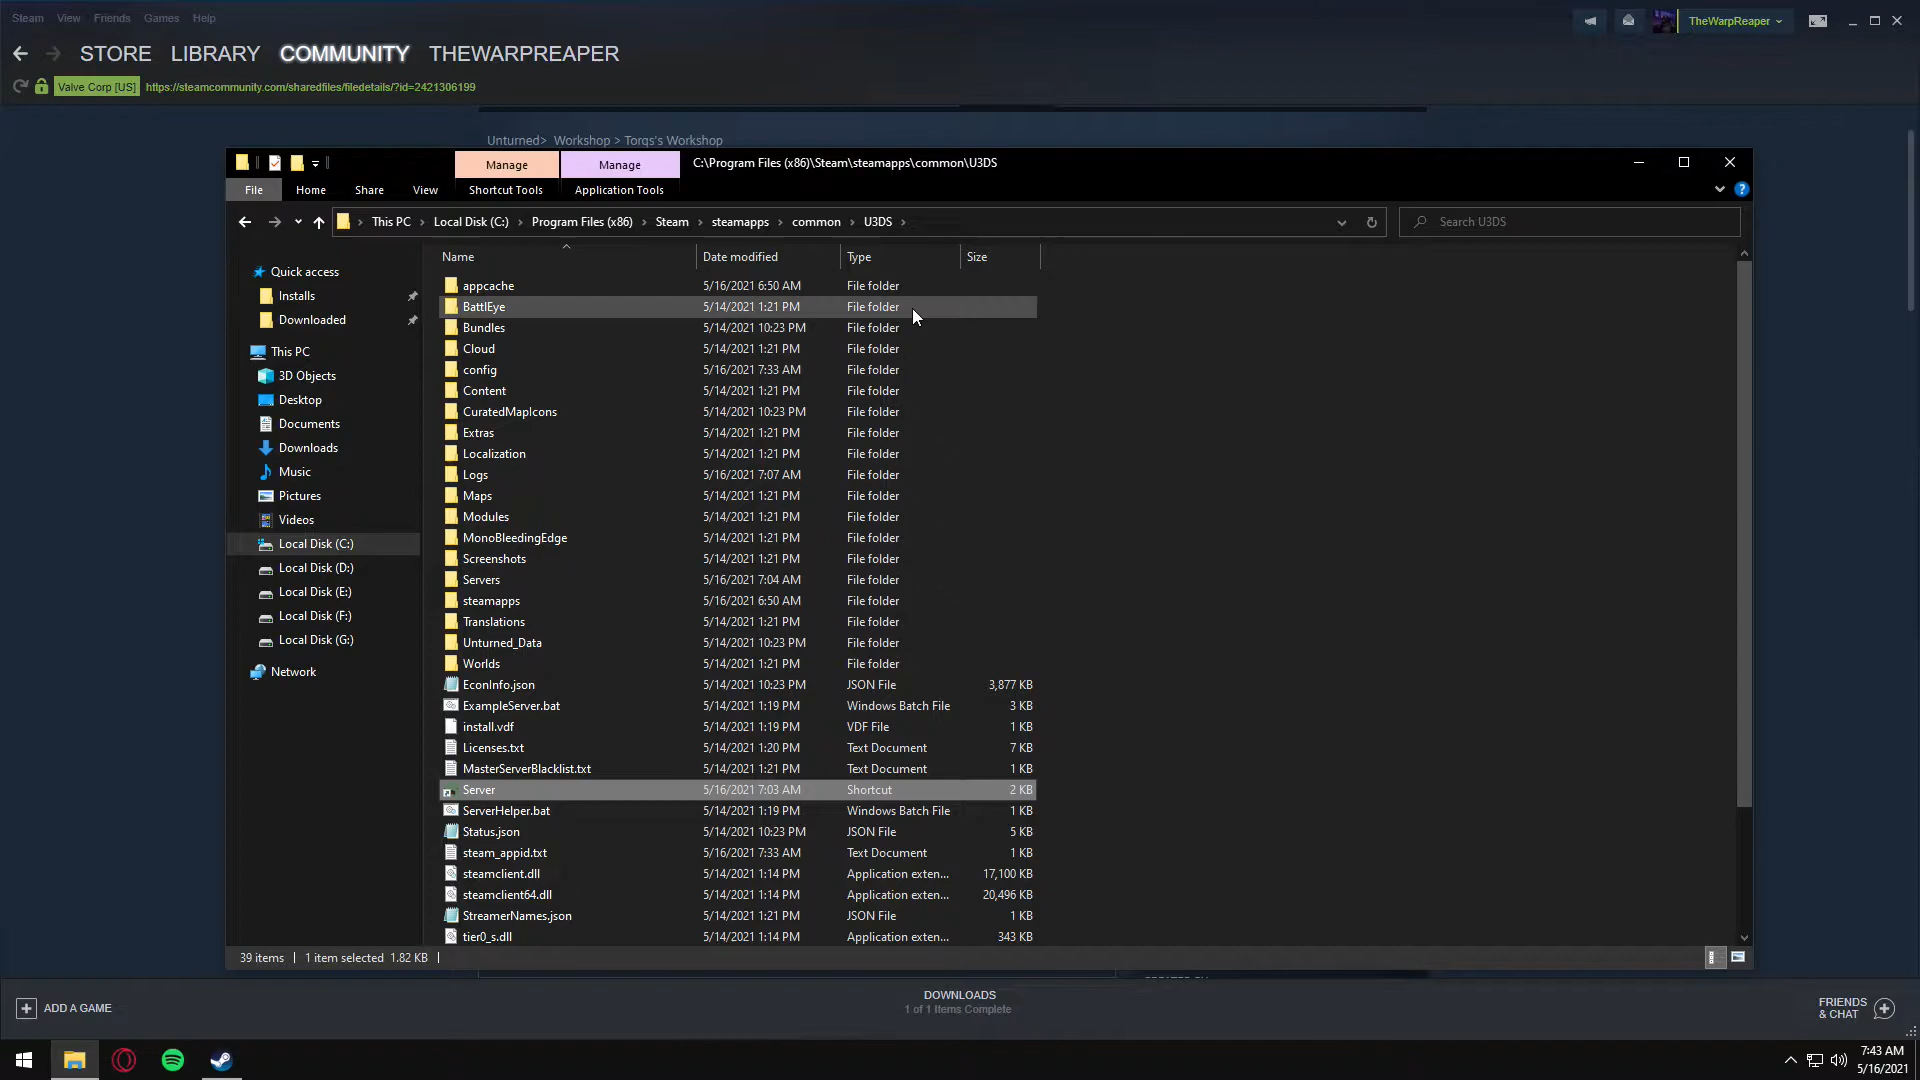 Steam View Friends Games Help
TheWarpReaper
STORE LIBRARY COMMUNITY THEWARPREAPER
Valve Corp [US] https://steamcommunity.com/sharedfiles/filedetails/?id=2421306199
Unturned> Workshop > Torqs's Workshop
Manage Manage C:\Program Files (x86)\Steam\steamapps\common\U3DS
File Home Share View Shortcut Tools Application Tools
This PC Local Disk (C:) Program Files (x86) Steam steamapps common U3DS
Search U3DS
Name Date modified Type Size
Quick access
Installs
Downloaded
This PC
3D Objects
Desktop
Documents
Downloads
Music
Pictures
Videos
Local Disk (C:)
Local Disk (D:)
Local Disk (E:)
Local Disk (F:)
Local Disk (G:)
Network
appcache 5/16/2021 6:50 AM File folder
BattlEye 5/14/2021 1:21 PM File folder
Bundles 5/14/2021 10:23 PM File folder
Cloud 5/14/2021 1:21 PM File folder
config 5/16/2021 7:33 AM File folder
Content 5/14/2021 1:21 PM File folder
CuratedMapIcons 5/14/2021 10:23 PM File folder
Extras 5/14/2021 1:21 PM File folder
Localization 5/14/2021 1:21 PM File folder
Logs 5/16/2021 7:07 AM File folder
Maps 5/14/2021 1:21 PM File folder
Modules 5/14/2021 1:21 PM File folder
MonoBleedingEdge 5/14/2021 1:21 PM File folder
Screenshots 5/14/2021 1:21 PM File folder
Servers 5/16/2021 7:04 AM File folder
steamapps 5/16/2021 6:50 AM File folder
Translations 5/14/2021 1:21 PM File folder
Unturned_Data 5/14/2021 10:23 PM File folder
Worlds 5/14/2021 1:21 PM File folder
EconInfo.json 5/14/2021 10:23 PM JSON File 3,877 KB
ExampleServer.bat 5/14/2021 1:19 PM Windows Batch File 3 KB
install.vdf 5/14/2021 1:19 PM VDF File 1 KB
Licenses.txt 5/14/2021 1:20 PM Text Document 7 KB
MasterServerBlacklist.txt 5/14/2021 1:21 PM Text Document 1 KB
Server 5/16/2021 7:03 AM Shortcut 2 KB
ServerHelper.bat 5/14/2021 1:19 PM Windows Batch File 1 KB
Status.json 5/14/2021 10:23 PM JSON File 5 KB
steam_appid.txt 5/16/2021 7:33 AM Text Document 1 KB
steamclient.dll 5/14/2021 1:14 PM Application exten... 17,100 KB
steamclient64.dll 5/14/2021 1:14 PM Application exten... 20,496 KB
StreamerNames.json 5/14/2021 1:21 PM JSON File 1 KB
tier0_s.dll 5/14/2021 1:14 PM Application exten... 343 KB
39 items 1 item selected 1.82 KB
ADD A GAME
DOWNLOADS
1 of 1 Items Complete
FRIENDS
& CHAT
7:43 AM
5/16/2021